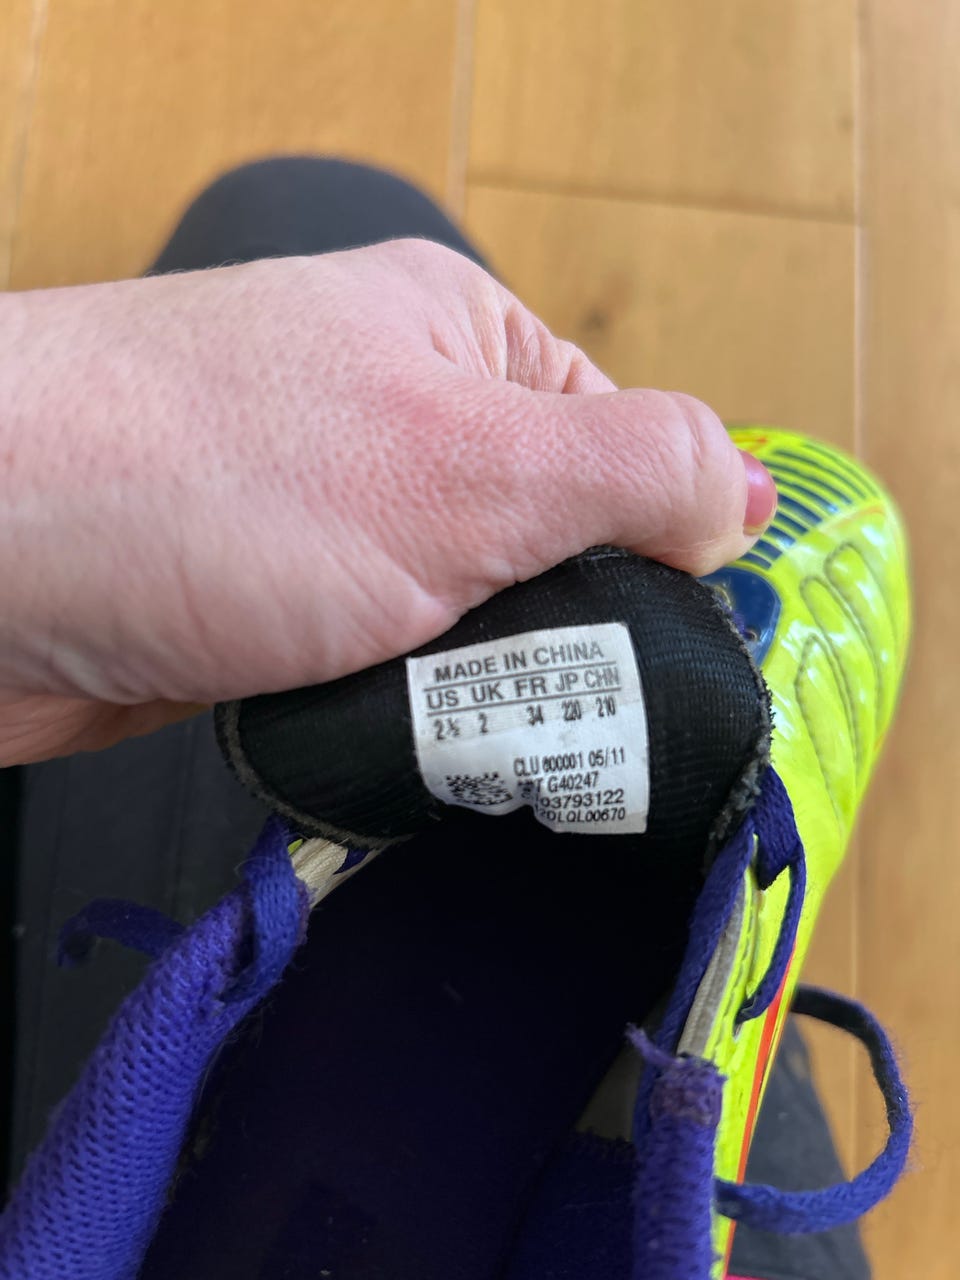 MADE IN CHINA
US UK FR JP CHN
2½ 2 34 220 210
CLU 600001 05/11
G40247
03793122
2DLQL00670